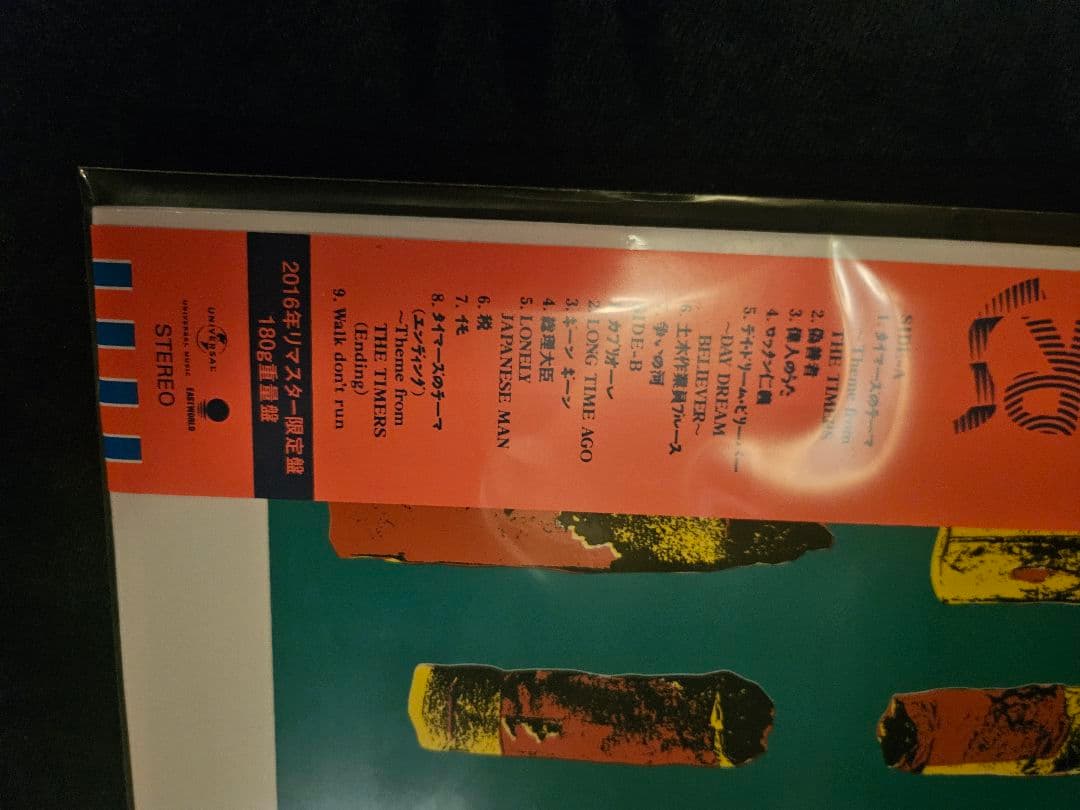 SIDE-A
1. タイマーズのテーマ
~Theme from
THE TIMERS
2. 偽善者
3. 偉人のうた
4. ロックン仁義
5. デイ・ドリーム・ビリーバー
~DAY DREAM
BELIEVER~
6. 土木作業員ブルース
争いの河
SIDE-B
カプリオーレ
2. LONG TIME AGO
3. キーン キーン
4. 総理大臣
5. LONELY
JAPANESE MAN
6. 税
7. イモ
8. タイマーズのテーマ
(エンディング)
~Theme from
THE TIMERS
(Ending)
9. Walk don't run
2016年リマスター限定盤
180g重量盤
UNIVERSAL
UNIVERSAL MUSIC
EASTWORLD
STEREO